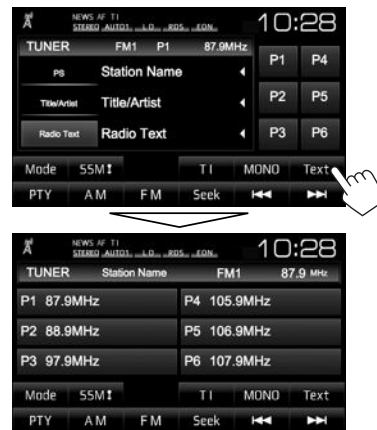 NEWS AF TI
STEREO AUTO1 LO RDS EON 10:28
TUNER FM1 P1 87.9MHz P1 P4
PS Station Name
Title/Artist Title/Artist P2 P5
Radio Text Radio Text P3 P6
Mode SSM TI MONO Text
PTY AM FM Seek
NEWS AF TI
STEREO AUTO1 LO RDS EON 10:28
TUNER Station Name FM1 87.9 MHz
P1 87.9MHz P4 105.9MHz
P2 88.9MHz P5 106.9MHz
P3 97.9MHz P6 107.9MHz
Mode SSM TI MONO Text
PTY AM FM Seek